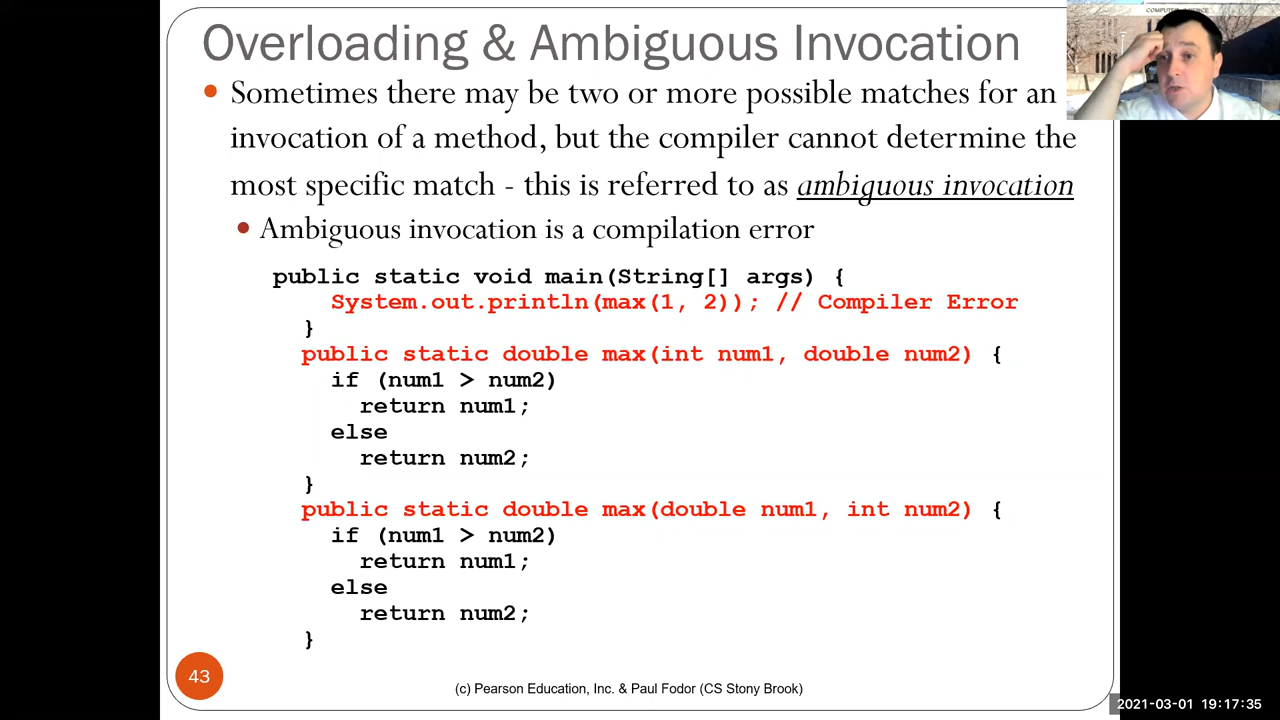 Overloading & Ambiguous Invocation
Sometimes there may be two or more possible matches for an
invocation of a method, but the compiler cannot determine the
most specific match - this is referred to as ambiguous invocation
Ambiguous invocation is a compilation error
public static void main(String[] args) {
System.out.println(max(1, 2)); // Compiler Error
}
public static double max(int num1, double num2) {
if (num1 > num2)
return num1;
else
return num2;
}
public static double max(double num1, int num2) {
if (num1 > num2)
return num1;
else
return num2;
}
43
(c) Pearson Education, Inc. & Paul Fodor (CS Stony Brook)
2021-03-01 19:17:35